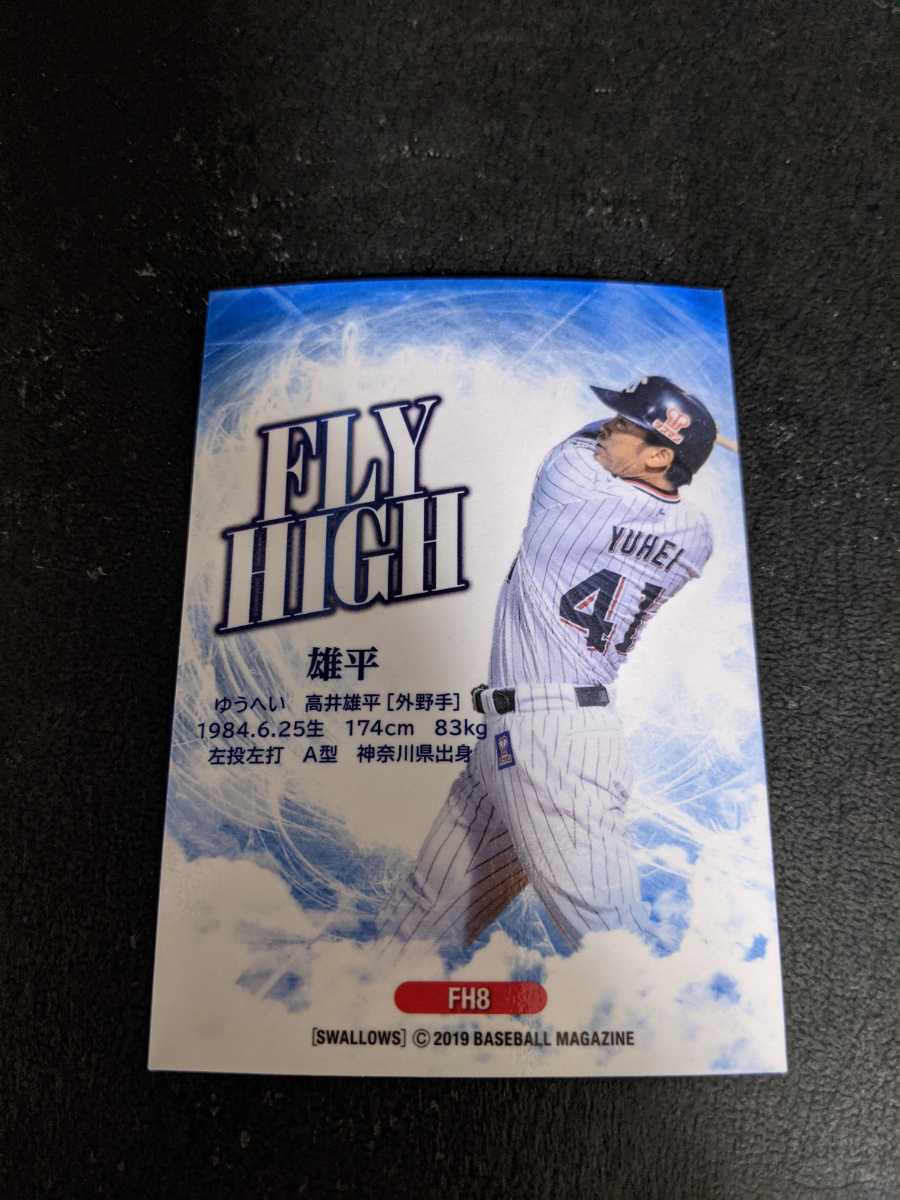 FLY
HIGH
YUHEI
41
雄平
ゆうへい 高井雄平 [外野手]
1984.6.25生 174cm 83kg
左投左打 A型 神奈川県出身
FH8
[SWALLOWS] © 2019 BASEBALL MAGAZINE